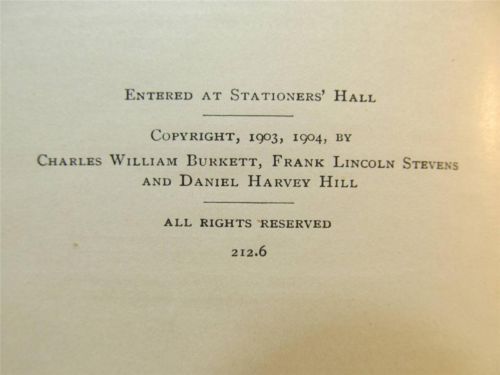 Entered at Stationers' Hall
Copyright, 1903, 1904, by
Charles William Burkett, Frank Lincoln Stevens
and Daniel Harvey Hill
all rights reserved
212.6